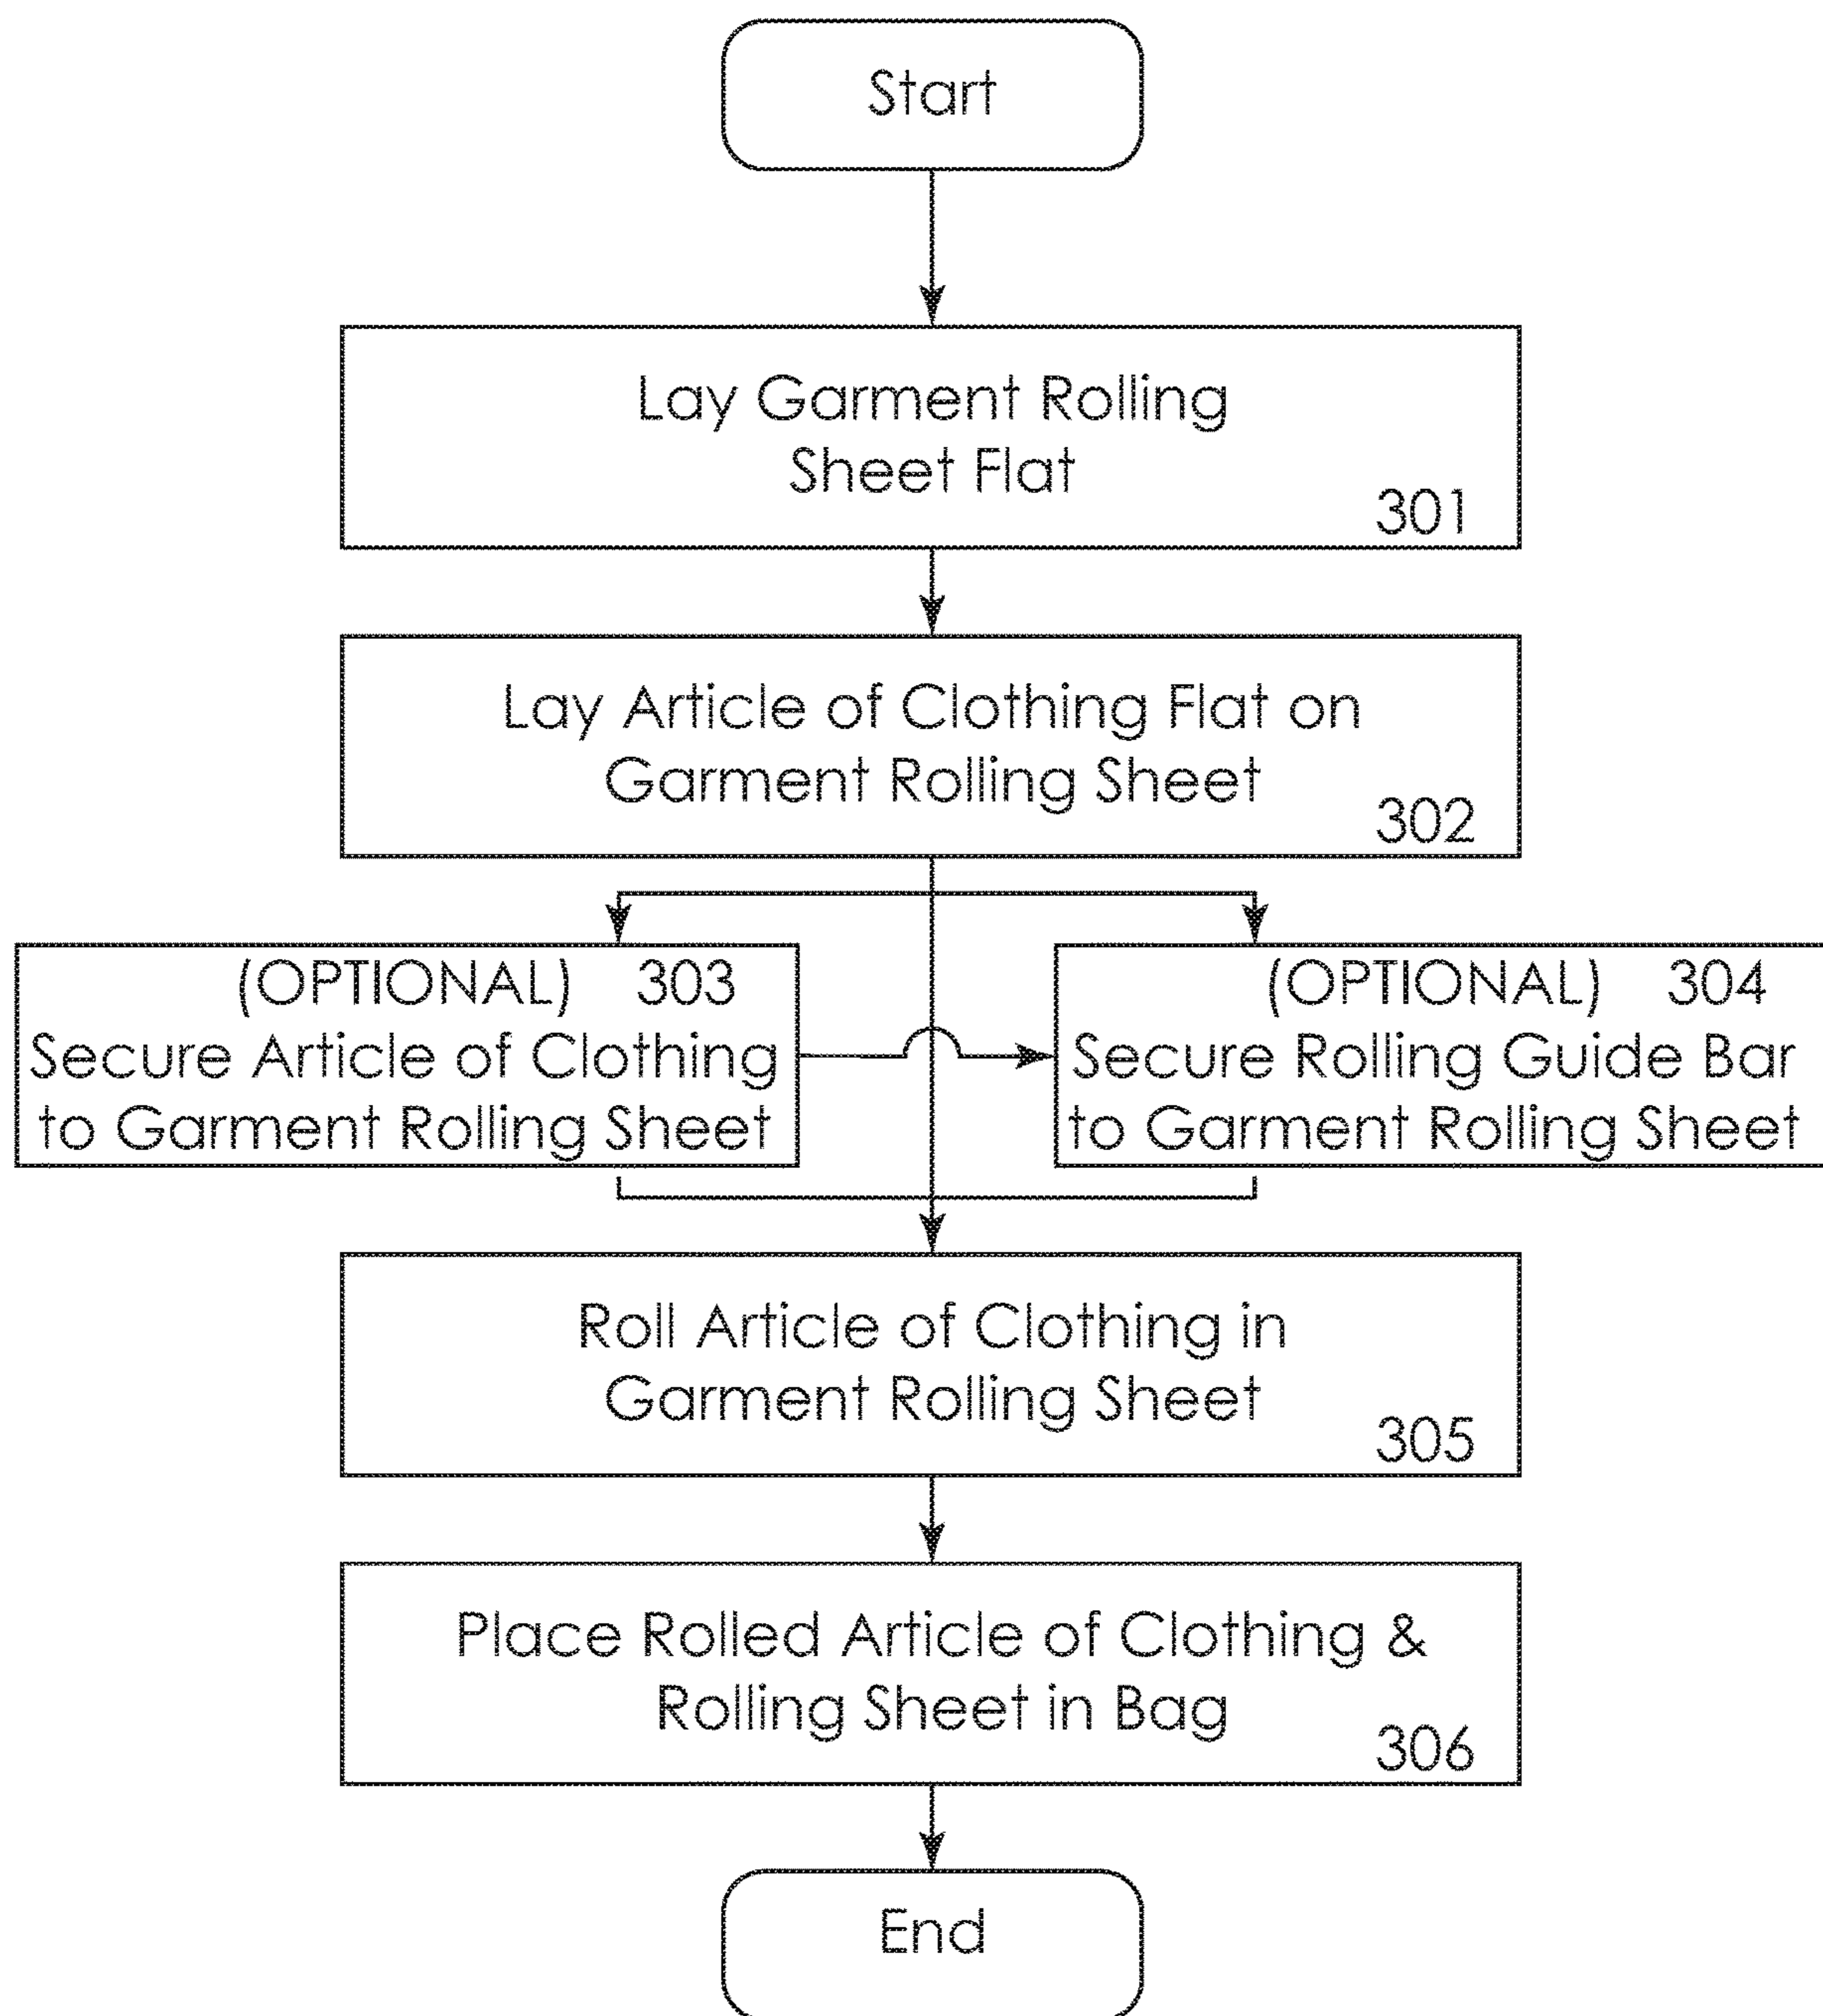 Start
Lay Garment Rolling
Sheet Flat
301
Lay Article of Clothing Flat on
Garment Rolling Sheet
302
(OPTIONAL) 303
Secure Article of Clothing
to Garment Rolling Sheet
(OPTIONAL) 304
Secure Rolling Guide Bar
to Garment Rolling Sheet
Roll Article of Clothing in
Garment Rolling Sheet
305
Place Rolled Article of Clothing &
Rolling Sheet in Bag
306
End